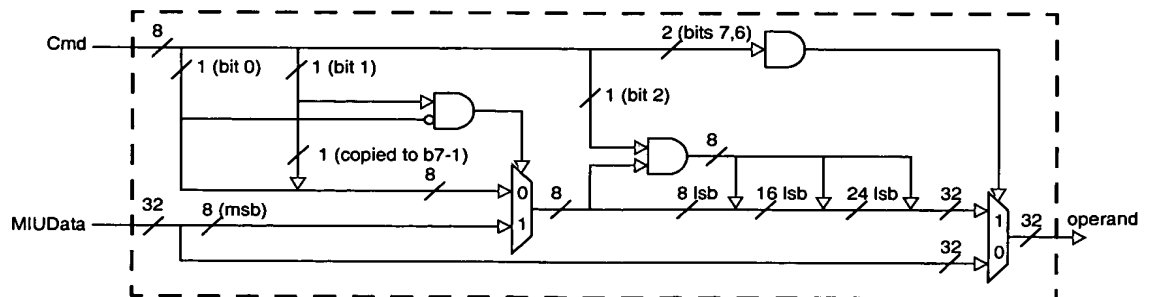 Cmd
8
2 (bits 7,6)
1 (bit 0)
1 (bit 1)
1 (bit 2)
1 (copied to b7-1)
8
8
0
1
8
8 lsb
16 lsb
24 lsb
32
1
0
32
operand
MIUData
32
8 (msb)
32